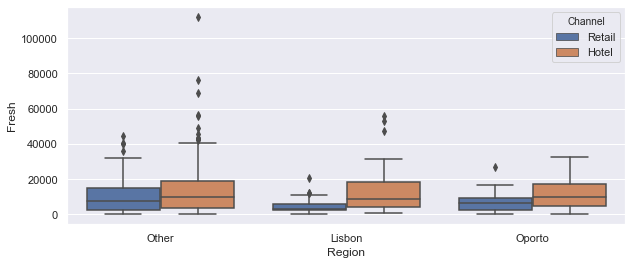 Channel
Retail
Hotel
100000
80000
60000
40000
20000
0
Fresh
Other Lisbon Oporto
Region